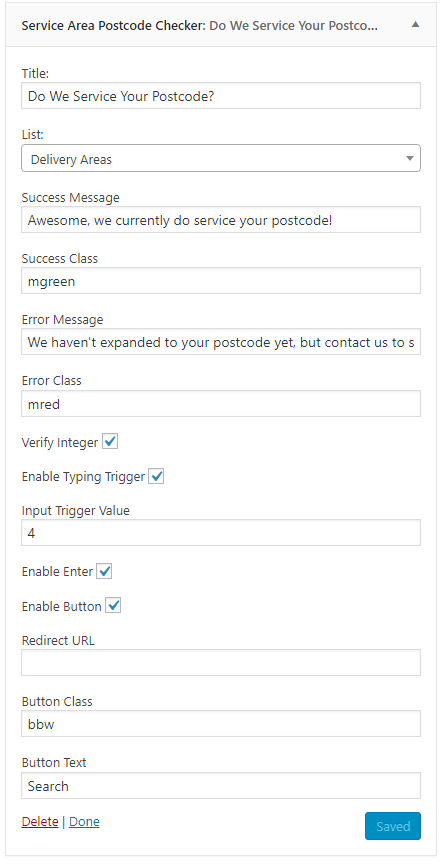 Service Area Postcode Checker: Do We Service Your Postco...
Title:
Do We Service Your Postcode?
List:
Delivery Areas
Success Message
Awesome, we currently do service your postcode!
Success Class
mgreen
Error Message
We haven't expanded to your postcode yet, but contact us to s
Error Class
mred
Verify Integer
Enable Typing Trigger
Input Trigger Value
4
Enable Enter
Enable Button
Redirect URL
Button Class
bbw
Button Text
Search
Delete | Done
Saved